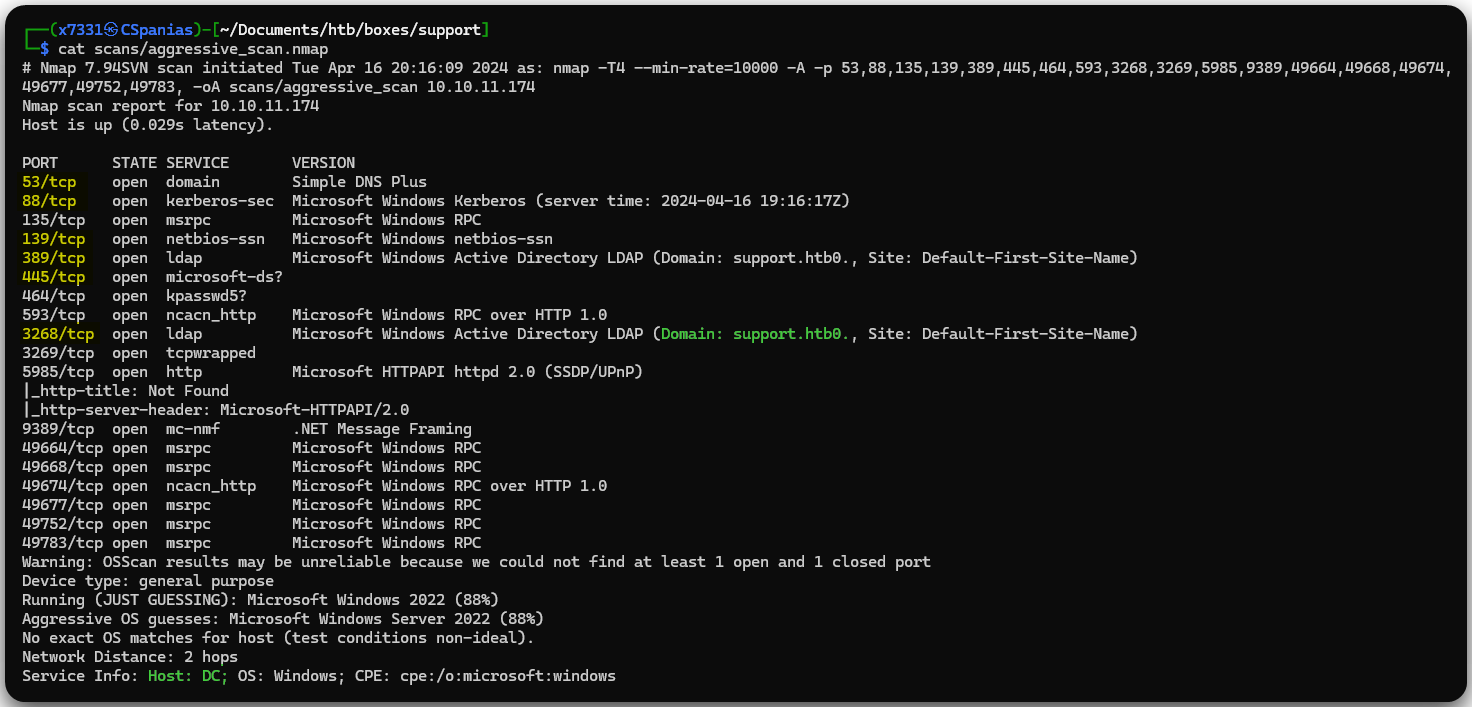 ┌──(x7331㉿CSpanias)-[~/Documents/htb/boxes/support]
└─$ cat scans/aggressive_scan.nmap
# Nmap 7.94SVN scan initiated Tue Apr 16 20:16:09 2024 as: nmap -T4 --min-rate=10000 -A -p 53,88,135,139,389,445,464,593,3268,3269,5985,9389,49664,49668,49674,
49677,49752,49783, -oA scans/aggressive_scan 10.10.11.174
Nmap scan report for 10.10.11.174
Host is up (0.029s latency).

PORT      STATE SERVICE       VERSION
53/tcp    open  domain        Simple DNS Plus
88/tcp    open  kerberos-sec  Microsoft Windows Kerberos (server time: 2024-04-16 19:16:17Z)
135/tcp   open  msrpc         Microsoft Windows RPC
139/tcp   open  netbios-ssn   Microsoft Windows netbios-ssn
389/tcp   open  ldap          Microsoft Windows Active Directory LDAP (Domain: support.htb0., Site: Default-First-Site-Name)
445/tcp   open  microsoft-ds?
464/tcp   open  kpasswd5?
593/tcp   open  ncacn_http    Microsoft Windows RPC over HTTP 1.0
3268/tcp  open  ldap          Microsoft Windows Active Directory LDAP (Domain: support.htb0., Site: Default-First-Site-Name)
3269/tcp  open  tcpwrapped
5985/tcp  open  http          Microsoft HTTPAPI httpd 2.0 (SSDP/UPnP)
|_http-title: Not Found
|_http-server-header: Microsoft-HTTPAPI/2.0
9389/tcp  open  mc-nmf        .NET Message Framing
49664/tcp open  msrpc         Microsoft Windows RPC
49668/tcp open  msrpc         Microsoft Windows RPC
49674/tcp open  ncacn_http    Microsoft Windows RPC over HTTP 1.0
49677/tcp open  msrpc         Microsoft Windows RPC
49752/tcp open  msrpc         Microsoft Windows RPC
49783/tcp open  msrpc         Microsoft Windows RPC
Warning: OSScan results may be unreliable because we could not find at least 1 open and 1 closed port
Device type: general purpose
Running (JUST GUESSING): Microsoft Windows 2022 (88%)
Aggressive OS guesses: Microsoft Windows Server 2022 (88%)
No exact OS matches for host (test conditions non-ideal).
Network Distance: 2 hops
Service Info: Host: DC; OS: Windows; CPE: cpe:/o:microsoft:windows